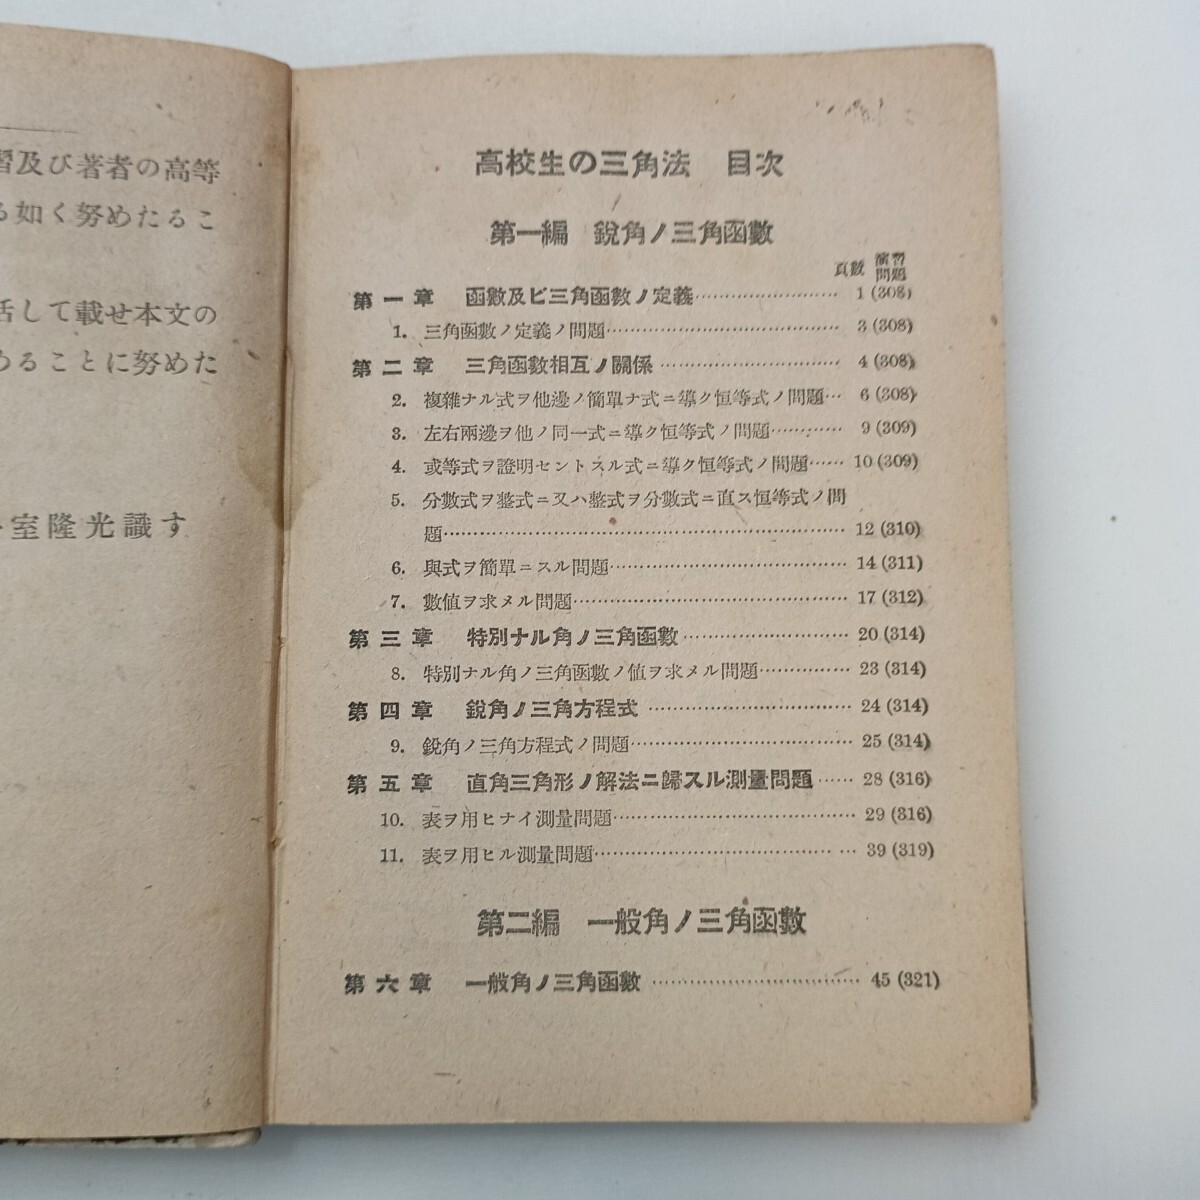 習及び著者の高等
る如く努めたるこ
括して載せ本文の
めることに努めた
室隆光識す
高校生の三角法 目次
第一編 鋭角ノ三角函數
頁數 演習問題
第一章 函數及ビ三角函數ノ定義 …… 1 (308)
1. 三角函數ノ定義ノ問題 …… 3 (308)
第二章 三角函數相互ノ關係 …… 4 (308)
2. 複雜ナル式ヲ他邊ノ簡單ナ式ニ導ク恒等式ノ問題 … 6 (308)
3. 左右兩邊ヲ他ノ同一式ニ導ク恒等式ノ問題 …… 9 (309)
4. 或等式ヲ證明セントスル式ニ導ク恒等式ノ問題 …… 10 (309)
5. 分數式ヲ整式ニ又ハ整式ヲ分數式ニ直ス恒等式ノ問
題 …… 12 (310)
6. 與式ヲ簡單ニスル問題 …… 14 (311)
7. 數値ヲ求メル問題 …… 17 (312)
第三章 特別ナル角ノ三角函數 …… 20 (314)
8. 特別ナル角ノ三角函數ノ値ヲ求メル問題 …… 23 (314)
第四章 鋭角ノ三角方程式 …… 24 (314)
9. 鋭角ノ三角方程式ノ問題 …… 25 (314)
第五章 直角三角形ノ解法ニ歸スル測量問題 …… 28 (316)
10. 表ヲ用ヒナイ測量問題 …… 29 (316)
11. 表ヲ用ヒル測量問題 …… 39 (319)
第二編 一般角ノ三角函數
第六章 一般角ノ三角函數 …… 45 (321)